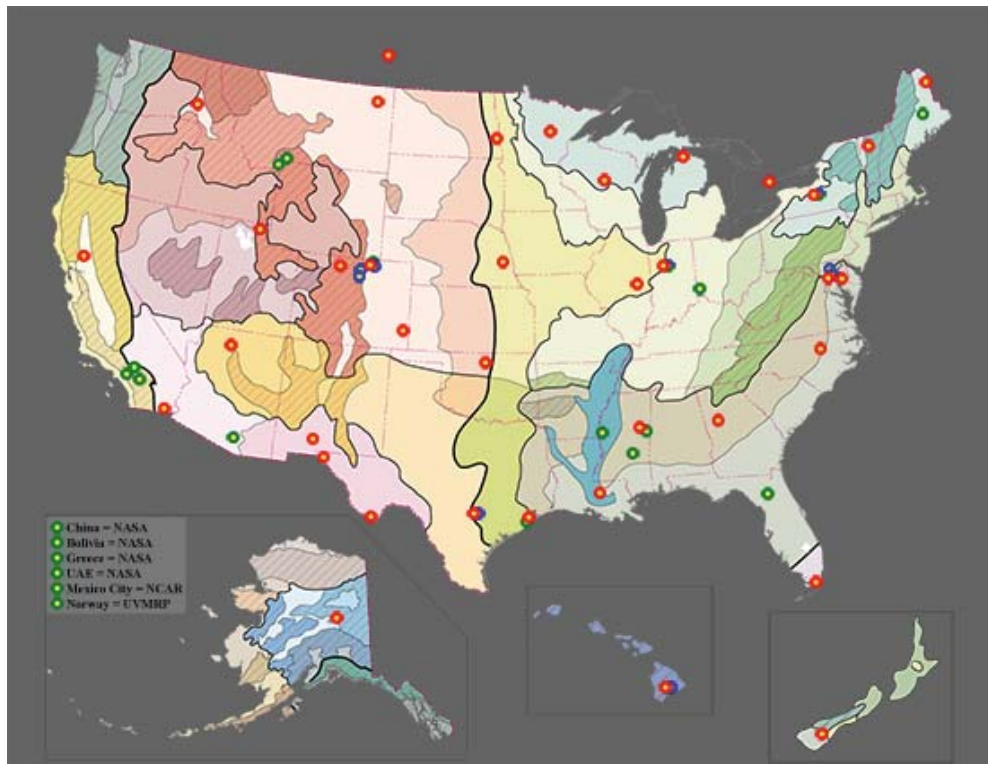 China = NASA
Bolivia = NASA
Greece = NASA
UAE = NASA
Mexico City = NCAR
Norway = UVMRP